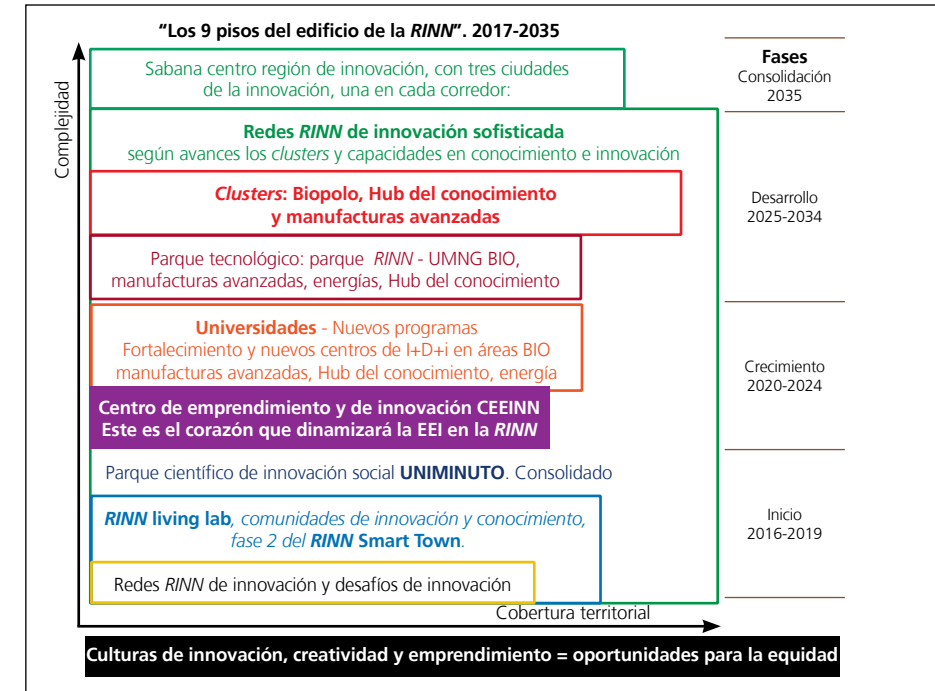 “Los 9 pisos del edificio de la RINN”. 2017-2035
Complejidad
Sabana centro región de innovación, con tres ciudades
de la innovación, una en cada corredor:
Redes RINN de innovación sofisticada
según avances los clusters y capacidades en conocimiento e innovación
Clusters: Biopolo, Hub del conocimiento
y manufacturas avanzadas
Parque tecnológico: parque RINN - UMNG BIO,
manufacturas avanzadas, energías, Hub del conocimiento
Universidades - Nuevos programas
Fortalecimiento y nuevos centros de I+D+i en áreas BIO
manufacturas avanzadas, Hub del conocimiento, energía
Centro de emprendimiento y de innovación CEEINN
Este es el corazón que dinamizará la EEI en la RINN
Parque científico de innovación social UNIMINUTO. Consolidado
RINN living lab, comunidades de innovación y conocimiento,
fase 2 del RINN Smart Town.
Redes RINN de innovación y desafíos de innovación
Cobertura territorial
Fases
Consolidación
2035
Desarrollo
2025-2034
Crecimiento
2020-2024
Inicio
2016-2019
Culturas de innovación, creatividad y emprendimiento = oportunidades para la equidad